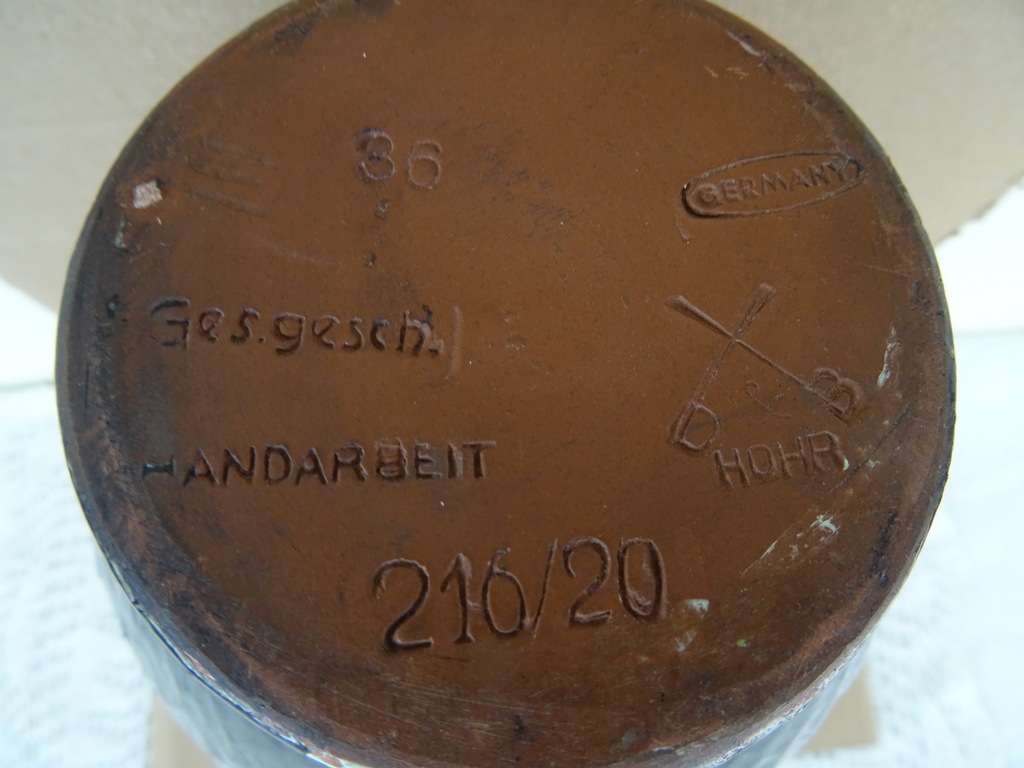 36
GERMANY
Ges.gesch.
D & B
HANDARBEIT
HOHR
216/20